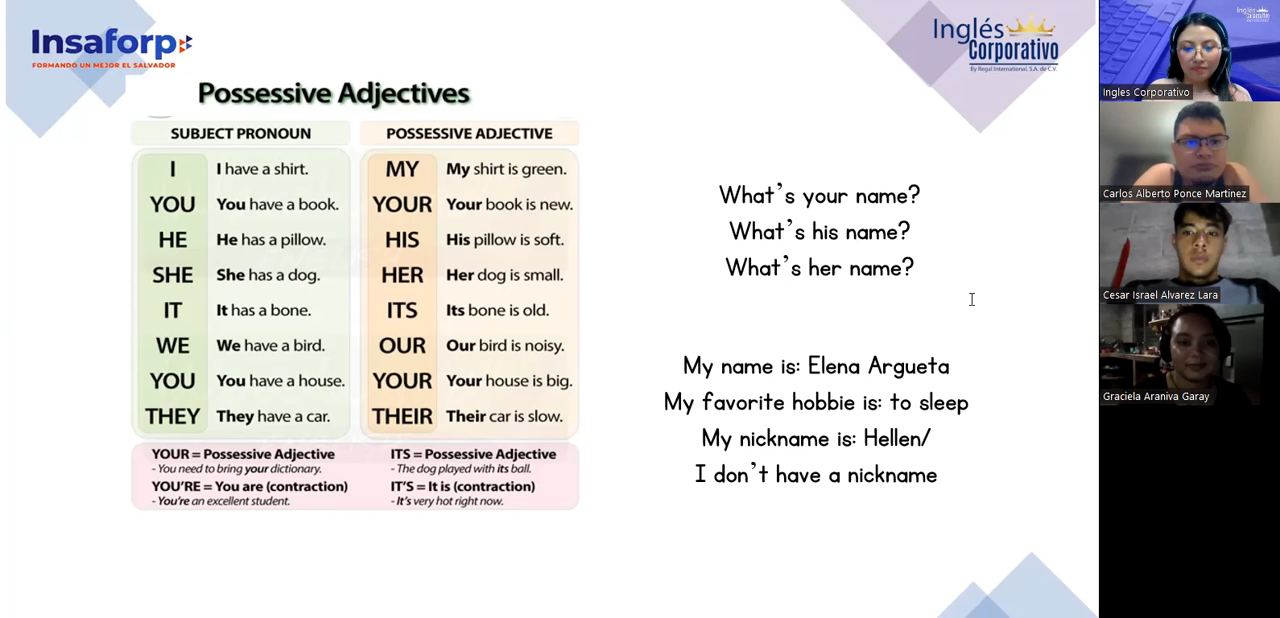 Insaforp
FORMANDO UN MEJOR EL SALVADOR
Inglés
Corporativo
By Regal International, S.A. de C.V.
Possessive Adjectives
SUBJECT PRONOUN POSSESSIVE ADJECTIVE
I I have a shirt. MY My shirt is green.
YOU You have a book. YOUR Your book is new.
HE He has a pillow. HIS His pillow is soft.
SHE She has a dog. HER Her dog is small.
IT It has a bone. ITS Its bone is old.
WE We have a bird. OUR Our bird is noisy.
YOU You have a house. YOUR Your house is big.
THEY They have a car. THEIR Their car is slow.
YOUR = Possessive Adjective
- You need to bring your dictionary.
YOU'RE = You are (contraction)
- You're an excellent student.
ITS = Possessive Adjective
- The dog played with its ball.
IT'S = It is (contraction)
- It's very hot right now.
What's your name?
What's his name?
What's her name?
My name is: Elena Argueta
My favorite hobbie is: to sleep
My nickname is: Hellen/
I don't have a nickname
Inglés
Ingles Corporativo
Carlos Alberto Ponce Martinez
Cesar Israel Alvarez Lara
Graciela Araniva Garay